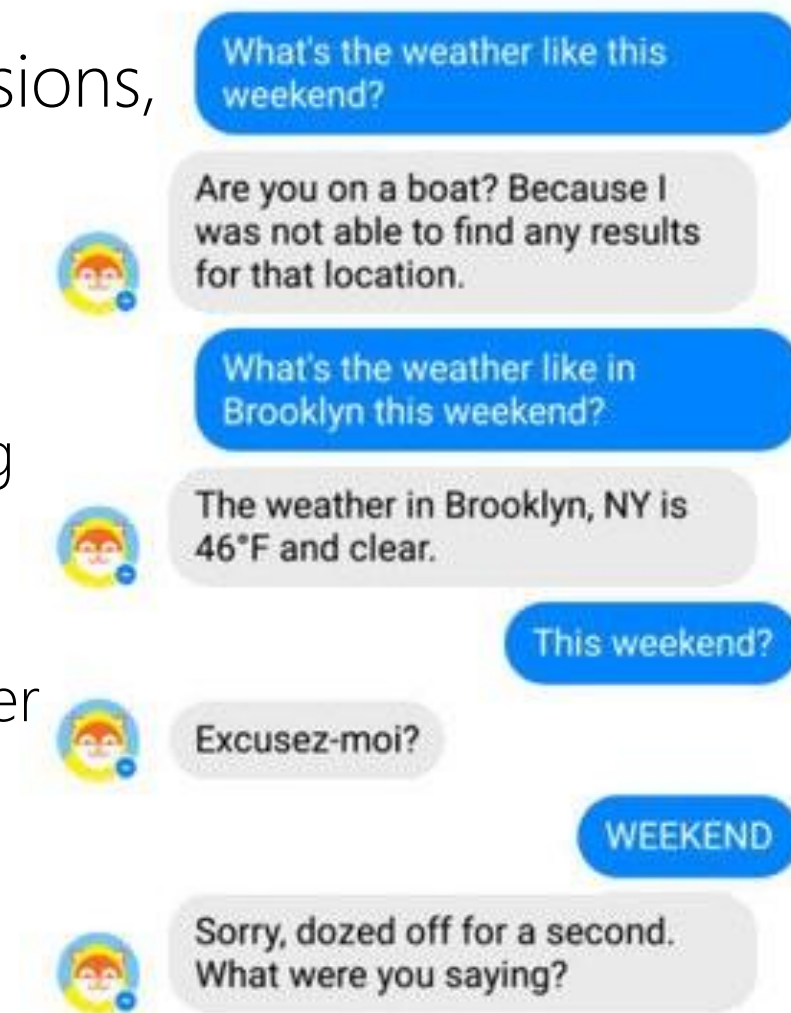 sions,
What's the weather like this
weekend?
Are you on a boat? Because I
was not able to find any results
for that location.
What's the weather like in
Brooklyn this weekend?
g
The weather in Brooklyn, NY is
46°F and clear.
This weekend?
er
Excusez-moi?
WEEKEND
Sorry, dozed off for a second.
What were you saying?